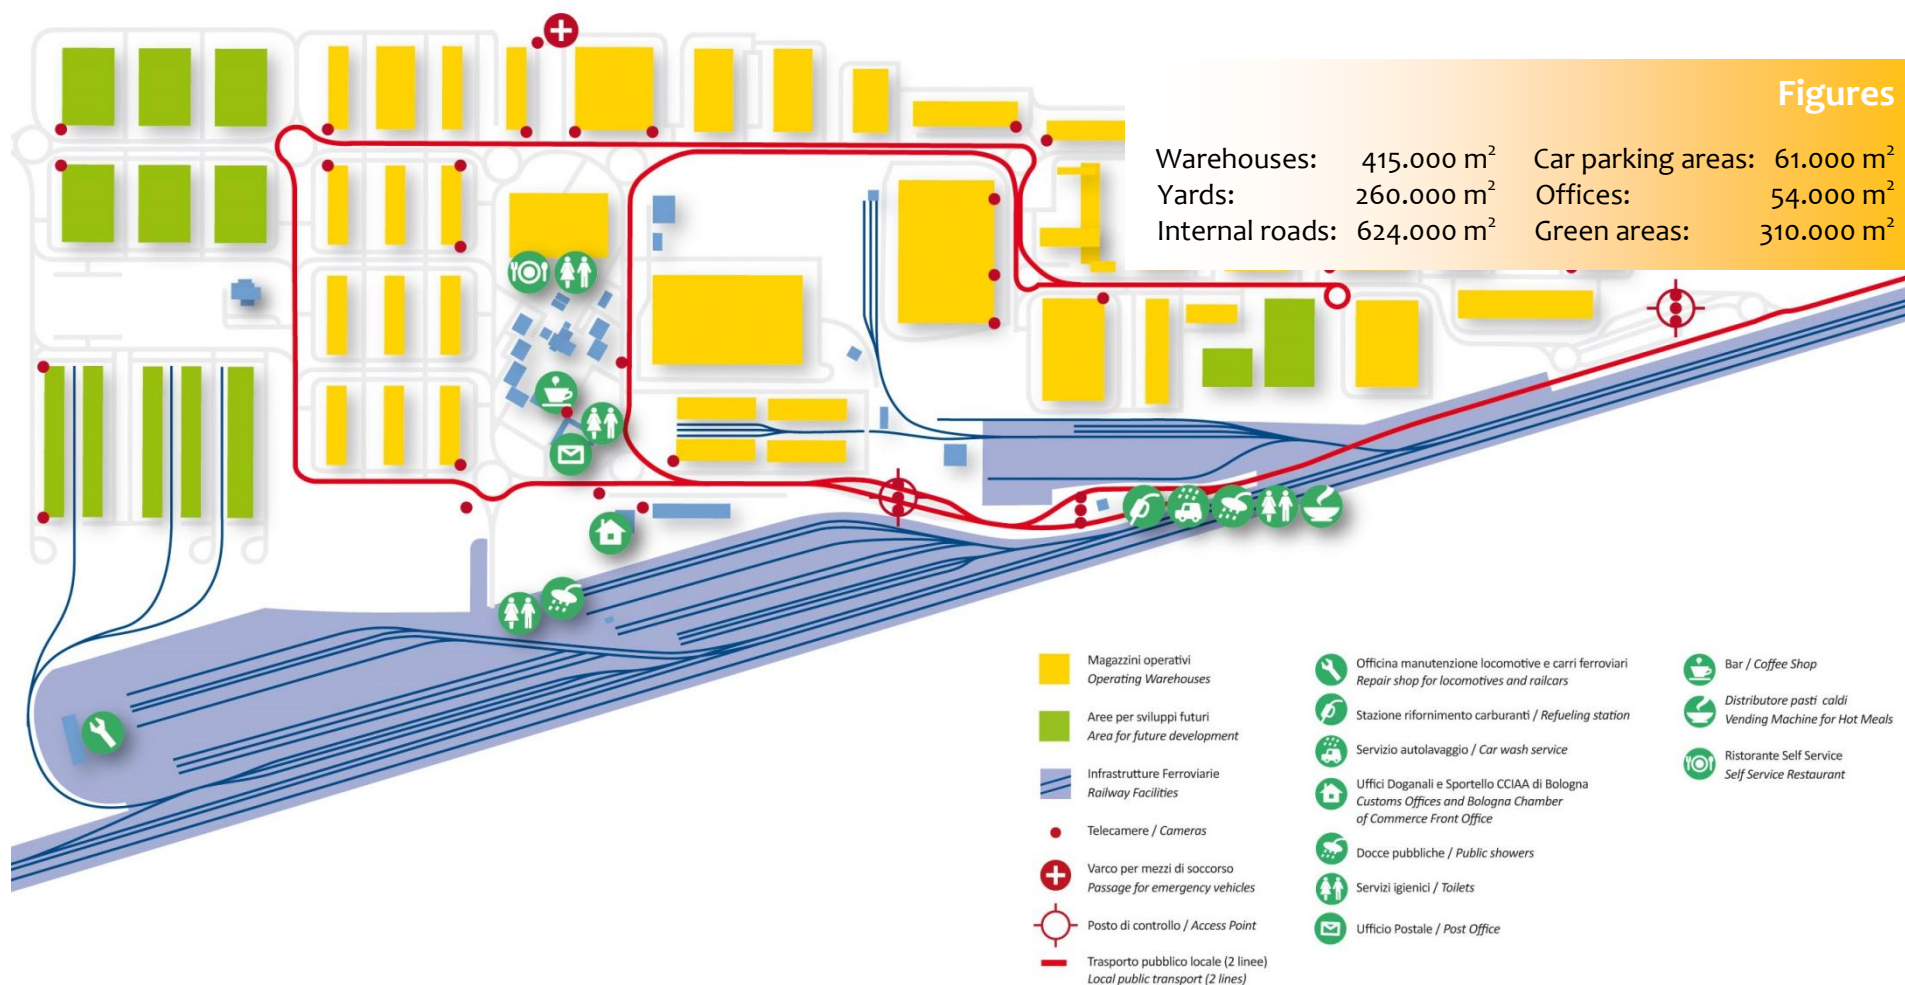 Figures
Warehouses: 415.000 m² Car parking areas: 61.000 m²
Yards: 260.000 m² Offices: 54.000 m²
Internal roads: 624.000 m² Green areas: 310.000 m²
Magazzini operativi
Operating Warehouses
Aree per sviluppi futuri
Area for future development
Infrastrutture Ferroviarie
Railway Facilities
Telecamere / Cameras
Varco per mezzi di soccorso
Passage for emergency vehicles
Posto di controllo / Access Point
Trasporto pubblico locale (2 linee)
Local public transport (2 lines)
Officina manutenzione locomotive e carri ferroviari
Repair shop for locomotives and railcars
Stazione rifornimento carburanti / Refueling station
Servizio autolavaggio / Car wash service
Uffici Doganali e Sportello CCIAA di Bologna
Customs Offices and Bologna Chamber
of Commerce Front Office
Docce pubbliche / Public showers
Servizi igienici / Toilets
Ufficio Postale / Post Office
Bar / Coffee Shop
Distributore pasti caldi
Vending Machine for Hot Meals
Ristorante Self Service
Self Service Restaurant